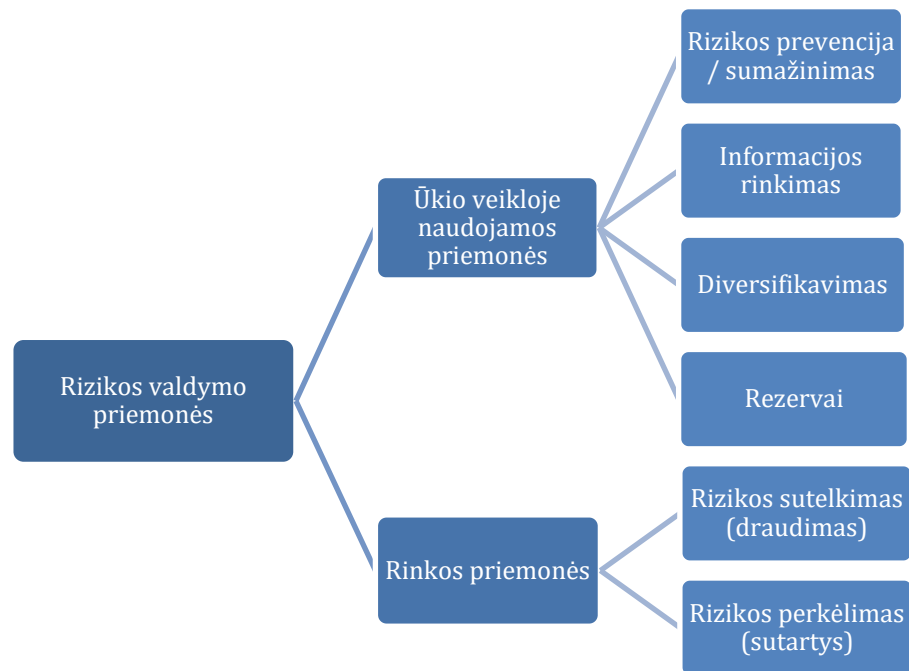 Rizikos prevencija
/ sumažinimas
Informacijos
rinkimas
Ūkio veikloje
naudojamos
priemonės
Diversifikavimas
Rizikos valdymo
priemonės
Rezervai
Rizikos sutelkimas
(draudimas)
Rinkos priemonės
Rizikos perkėlimas
(sutartys)